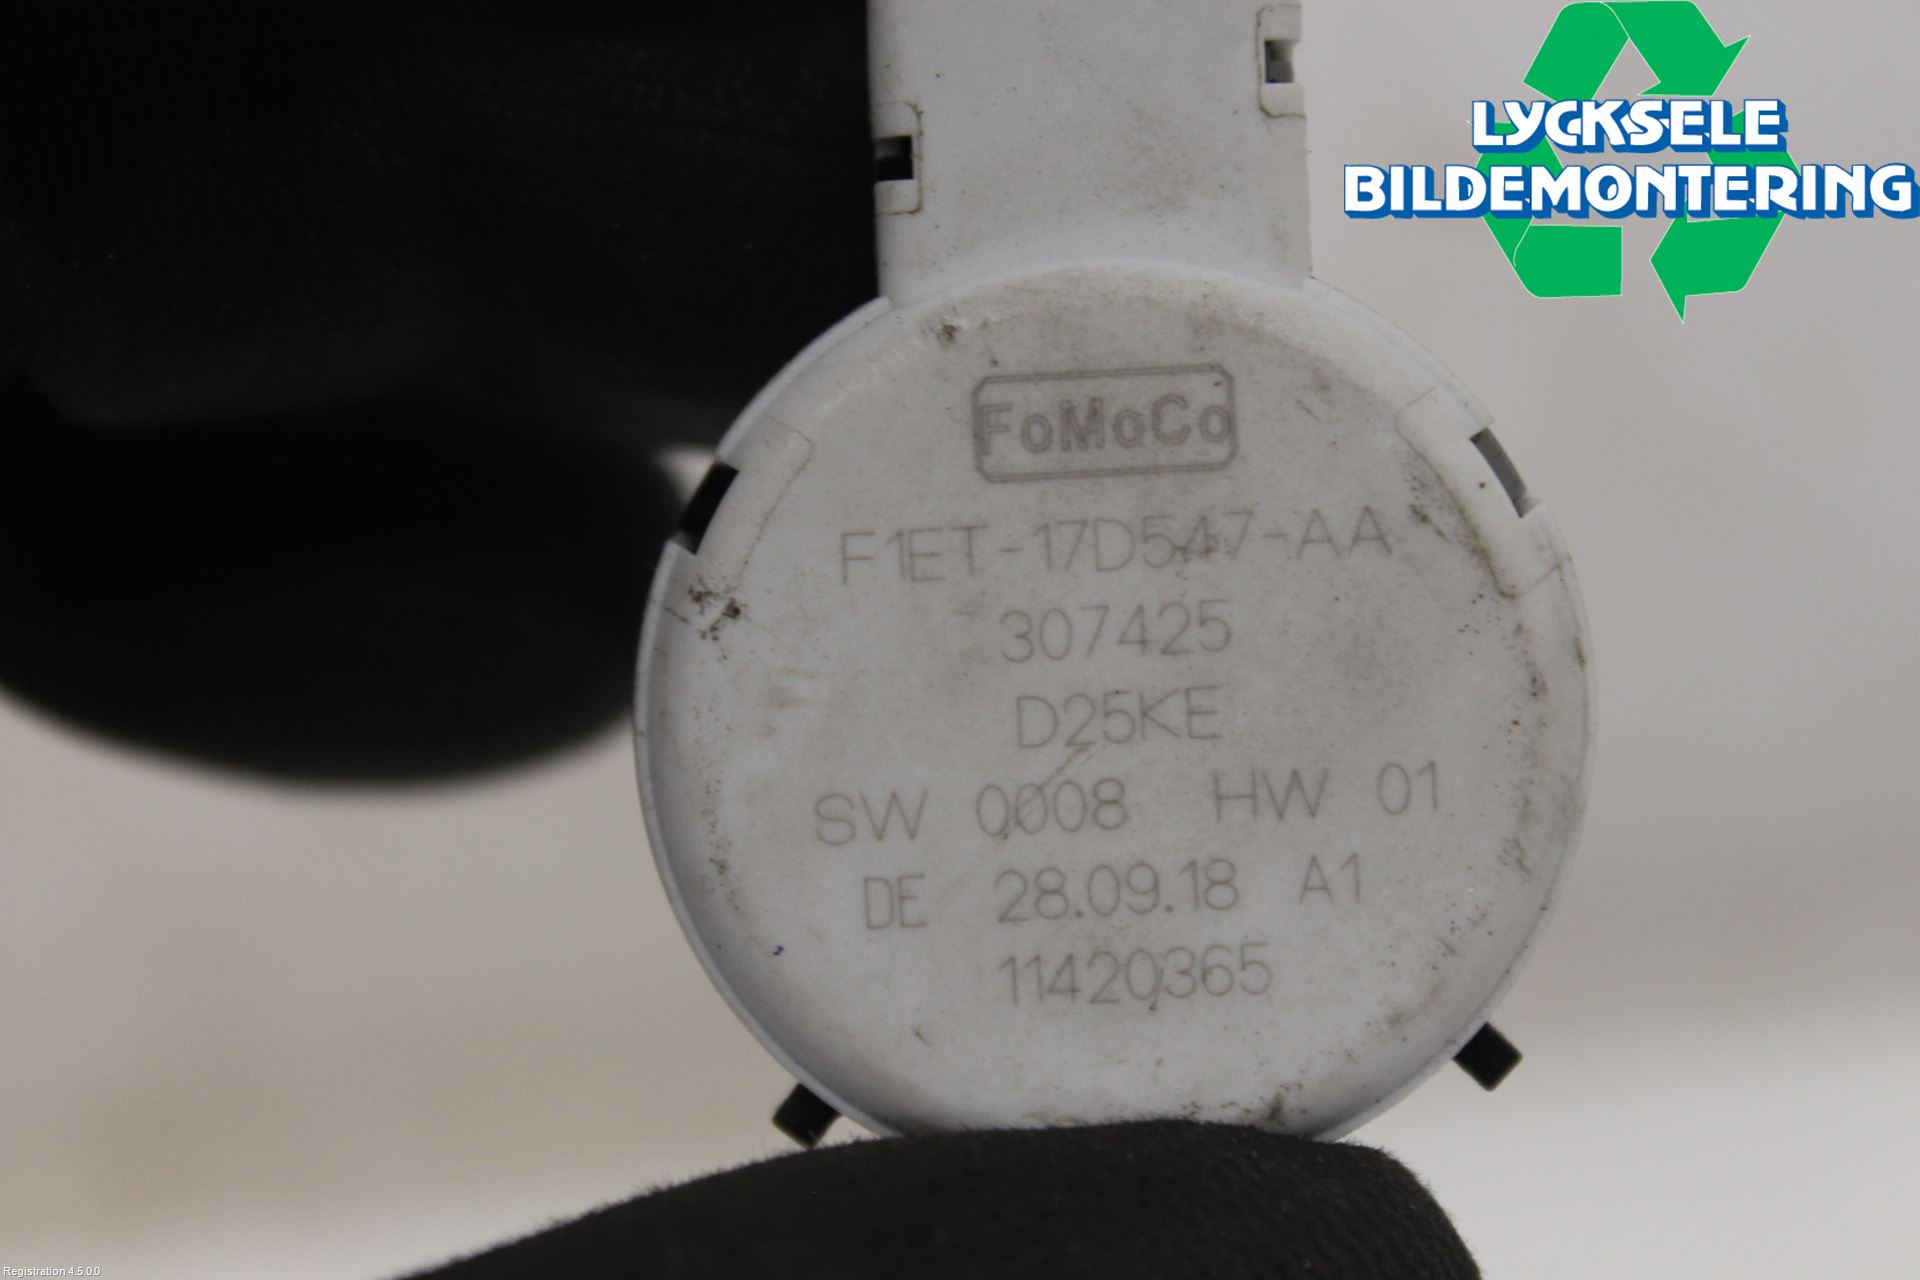 LYCKSELE
BILDEMONTERING
FoMoCo
F1ET-17D547-AA
307425
D25KE
SW 0008 HW 01
DE 28.09.18 A1
11420365
Registration 4.5.0.0